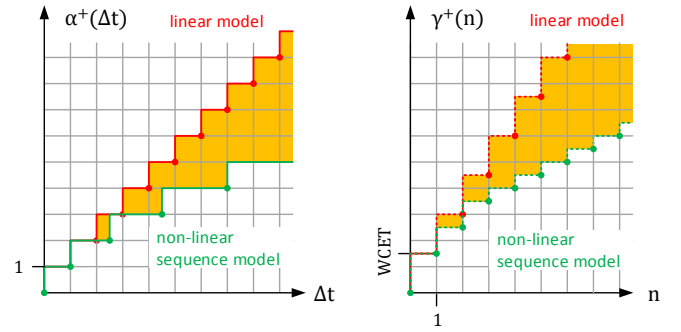 α⁺(Δt)
linear model
1
non-linear
sequence model
Δt
γ⁺(n)
linear model
WCET
non-linear
sequence model
n
1